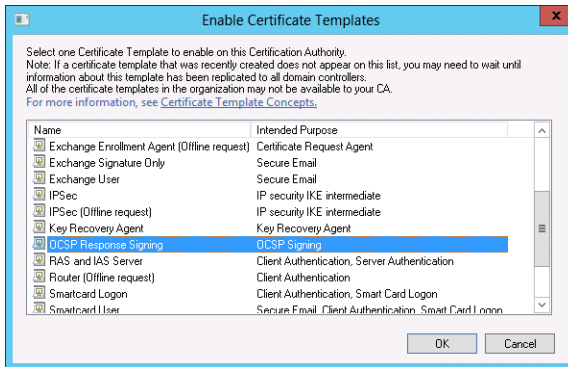 Enable Certificate Templates
x
Select one Certificate Template to enable on this Certification Authority.
Note: If a certificate template that was recently created does not appear on this list, you may need to wait until
information about this template has been replicated to all domain controllers.
All of the certificate templates in the organization may not be available to your CA.
For more information, see Certificate Template Concepts.
Name Intended Purpose
Exchange Enrollment Agent (Offline request) Certificate Request Agent
Exchange Signature Only Secure Email
Exchange User Secure Email
IPSec IP security IKE intermediate
IPSec (Offline request) IP security IKE intermediate
Key Recovery Agent Key Recovery Agent
OCSP Response Signing OCSP Signing
RAS and IAS Server Client Authentication, Server Authentication
Router (Offline request) Client Authentication
Smartcard Logon Client Authentication, Smart Card Logon
Smartcard User Secure Email, Client Authentication, Smart Card Logon
OK Cancel